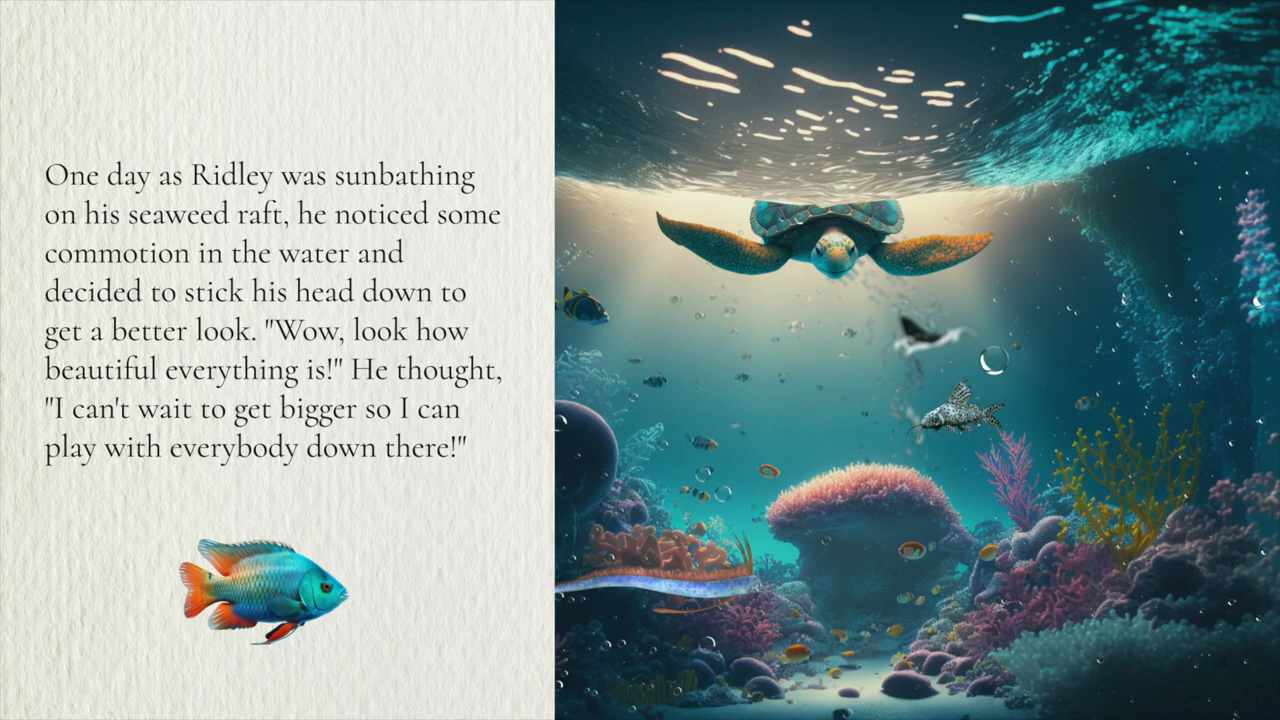 One day as Ridley was sunbathing
on his seaweed raft, he noticed some
commotion in the water and
decided to stick his head down to
get a better look. "Wow, look how
beautiful everything is!" He thought,
"I can't wait to get bigger so I can
play with everybody down there!"